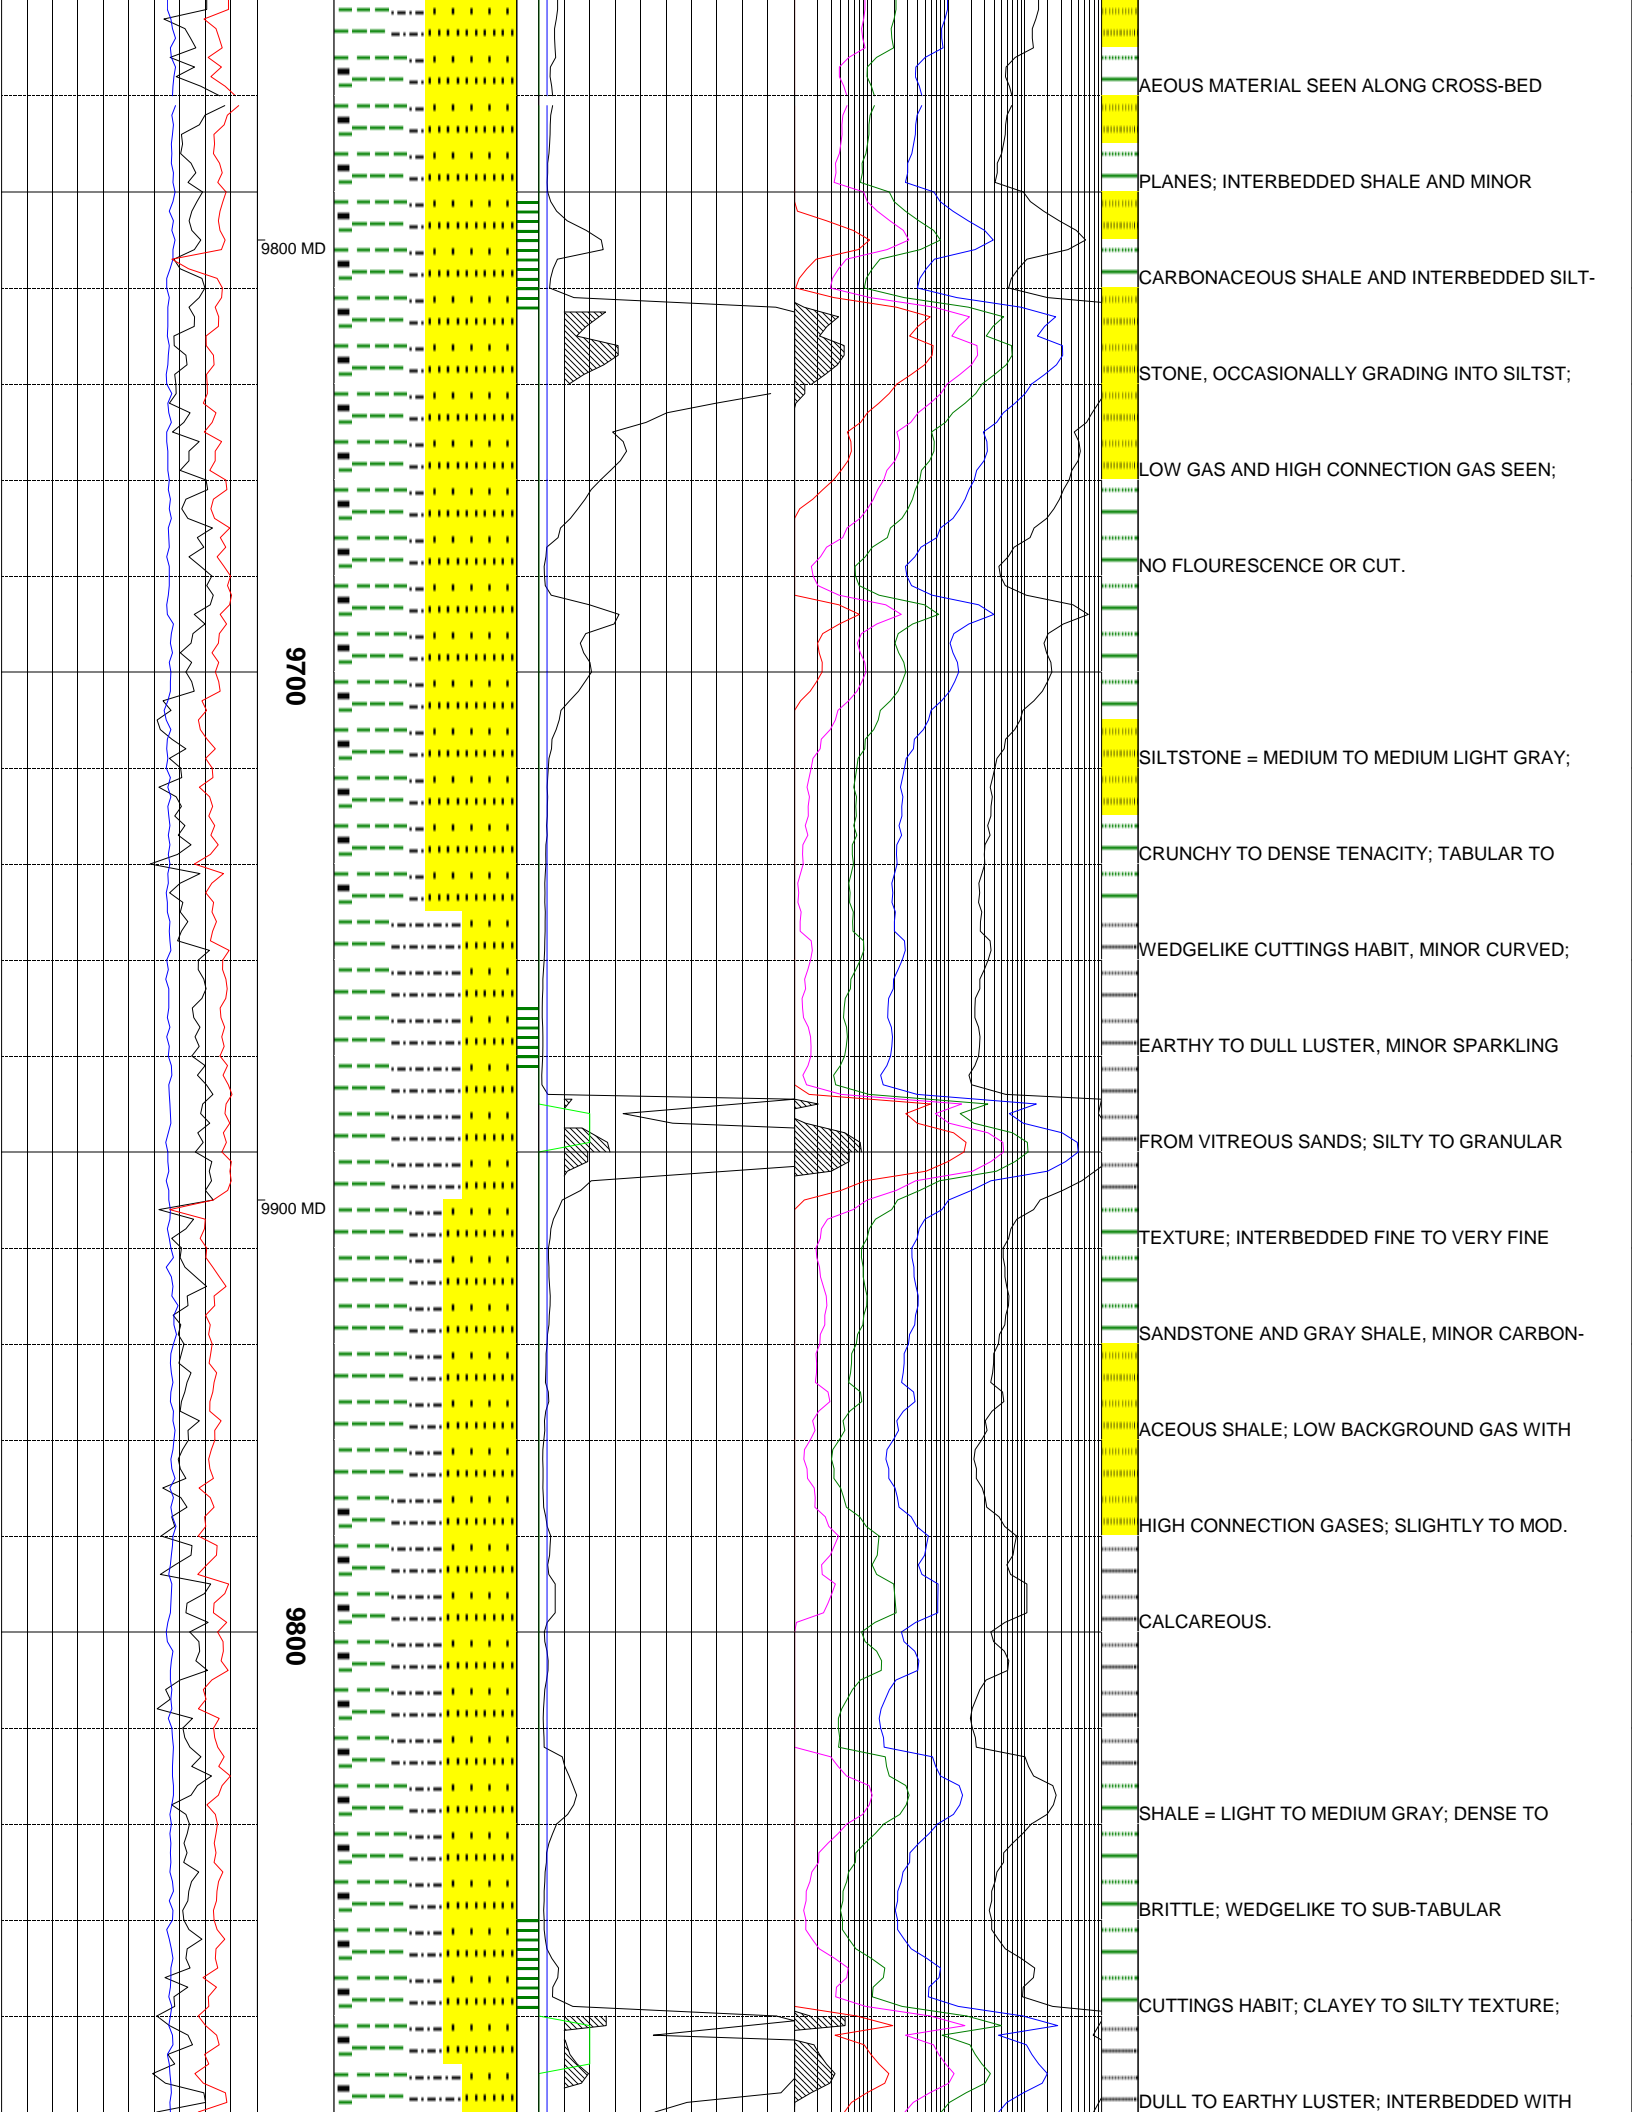 AEOUS MATERIAL SEEN ALONG CROSS-BED
PLANES; INTERBEDDED SHALE AND MINOR
9800 MD
CARBONACEOUS SHALE AND INTERBEDDED SILT-
STONE, OCCASIONALLY GRADING INTO SILTST;
LOW GAS AND HIGH CONNECTION GAS SEEN;
NO FLOURESCENCE OR CUT.
9700
SILTSTONE = MEDIUM TO MEDIUM LIGHT GRAY;
CRUNCHY TO DENSE TENACITY; TABULAR TO
WEDGELIKE CUTTINGS HABIT, MINOR CURVED;
EARTHY TO DULL LUSTER, MINOR SPARKLING
FROM VITREOUS SANDS; SILTY TO GRANULAR
9900 MD
TEXTURE; INTERBEDDED FINE TO VERY FINE
SANDSTONE AND GRAY SHALE, MINOR CARBON-
ACEOUS SHALE; LOW BACKGROUND GAS WITH
HIGH CONNECTION GASES; SLIGHTLY TO MOD.
CALCAREOUS.
9800
SHALE = LIGHT TO MEDIUM GRAY; DENSE TO
BRITTLE; WEDGELIKE TO SUB-TABULAR
CUTTINGS HABIT; CLAYEY TO SILTY TEXTURE;
DULL TO EARTHY LUSTER; INTERBEDDED WITH